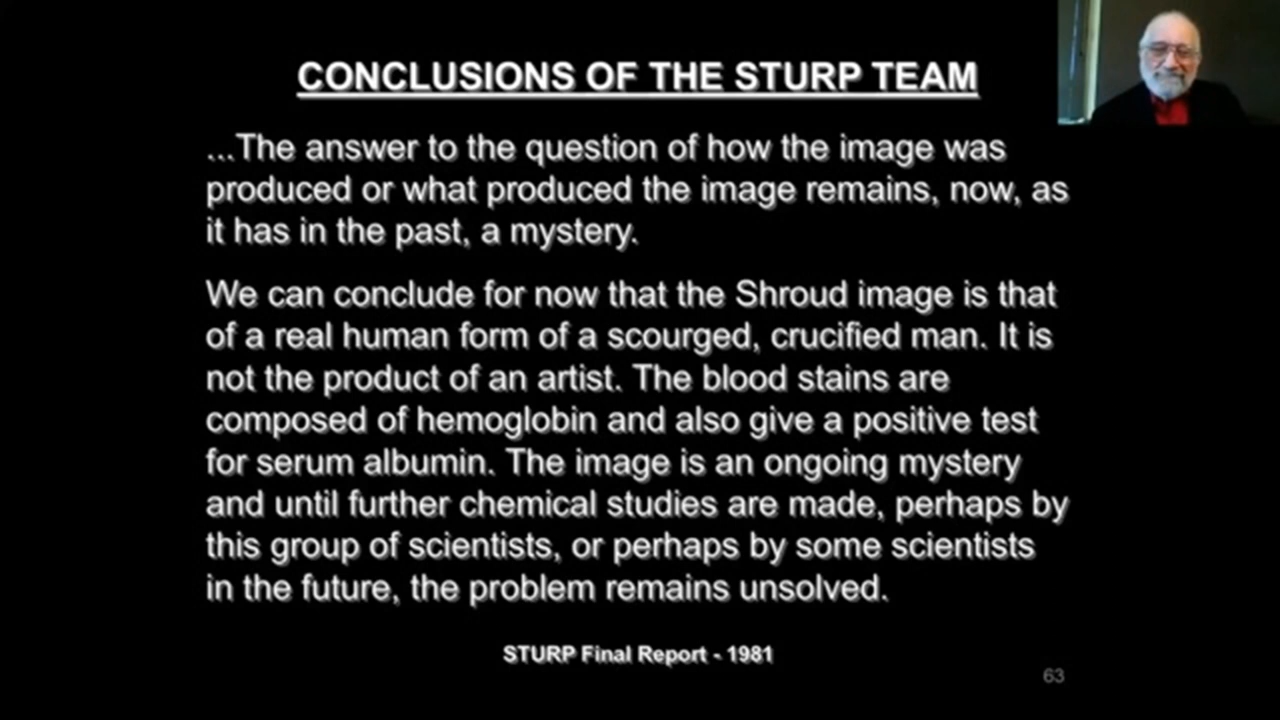 CONCLUSIONS OF THE STURP TEAM
...The answer to the question of how the image was
produced or what produced the image remains, now, as
it has in the past, a mystery.
We can conclude for now that the Shroud image is that
of a real human form of a scourged, crucified man. It is
not the product of an artist. The blood stains are
composed of hemoglobin and also give a positive test
for serum albumin. The image is an ongoing mystery
and until further chemical studies are made, perhaps by
this group of scientists, or perhaps by some scientists
in the future, the problem remains unsolved.
STURP Final Report - 1981
63